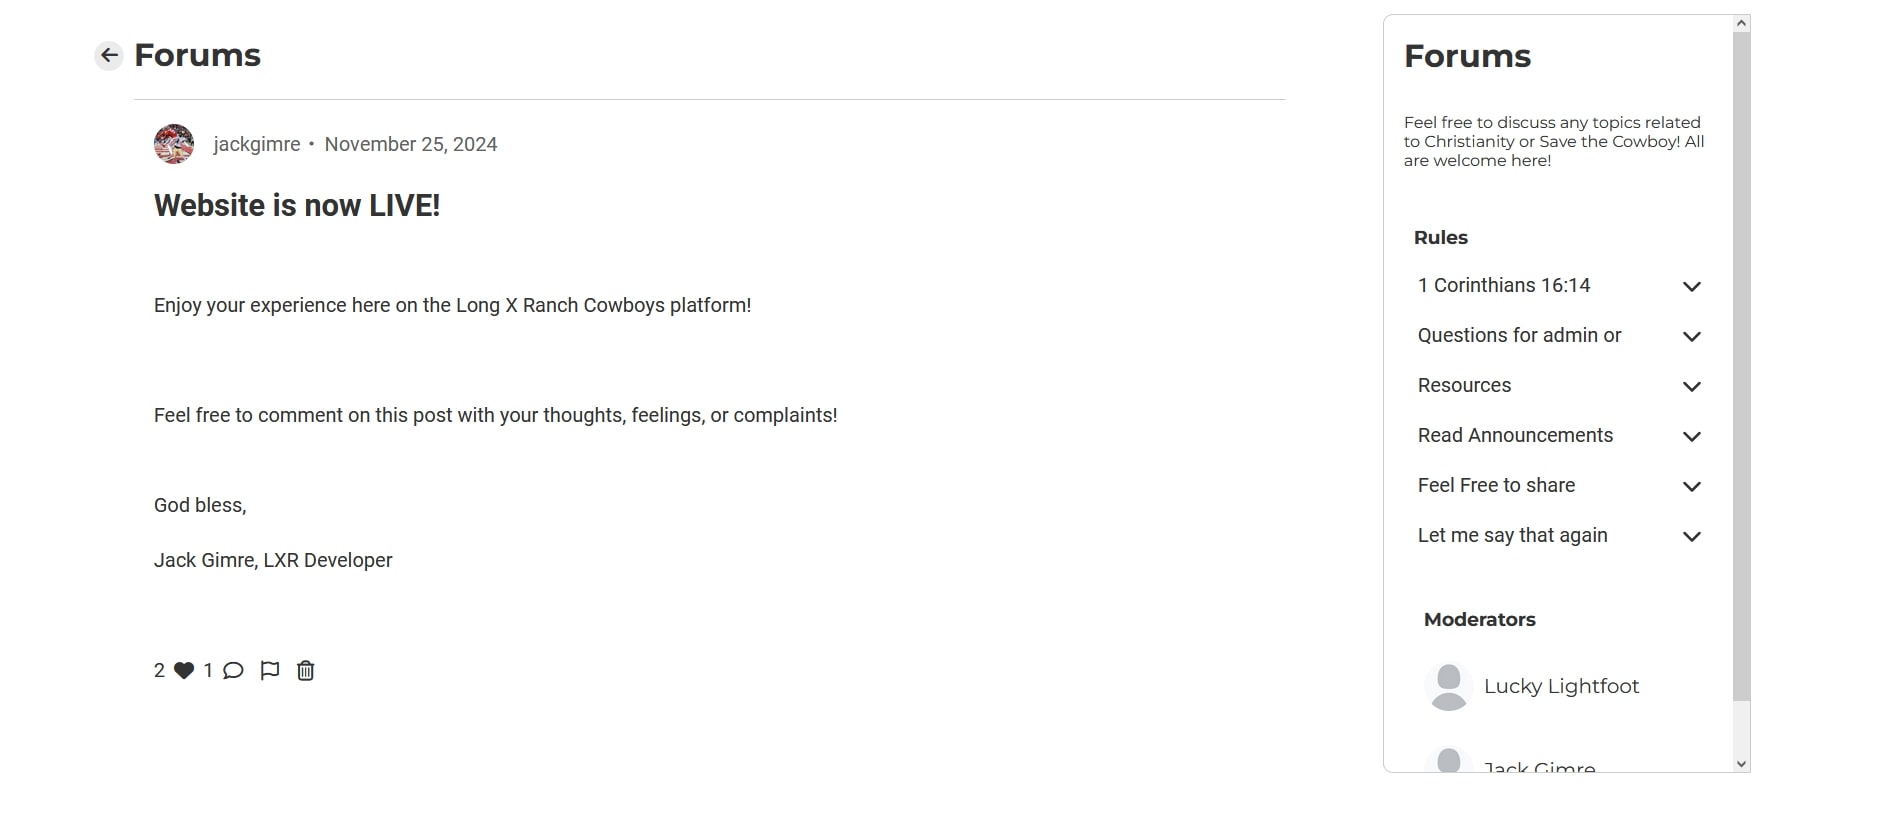 Forums
jackgimre • November 25, 2024
Website is now LIVE!
Enjoy your experience here on the Long X Ranch Cowboys platform!
Feel free to comment on this post with your thoughts, feelings, or complaints!
God bless,
Jack Gimre, LXR Developer
2 1
Forums
Feel free to discuss any topics related
to Christianity or Save the Cowboy! All
are welcome here!
Rules
1 Corinthians 16:14
Questions for admin or
Resources
Read Announcements
Feel Free to share
Let me say that again
Moderators
Lucky Lightfoot
Jack Gimre